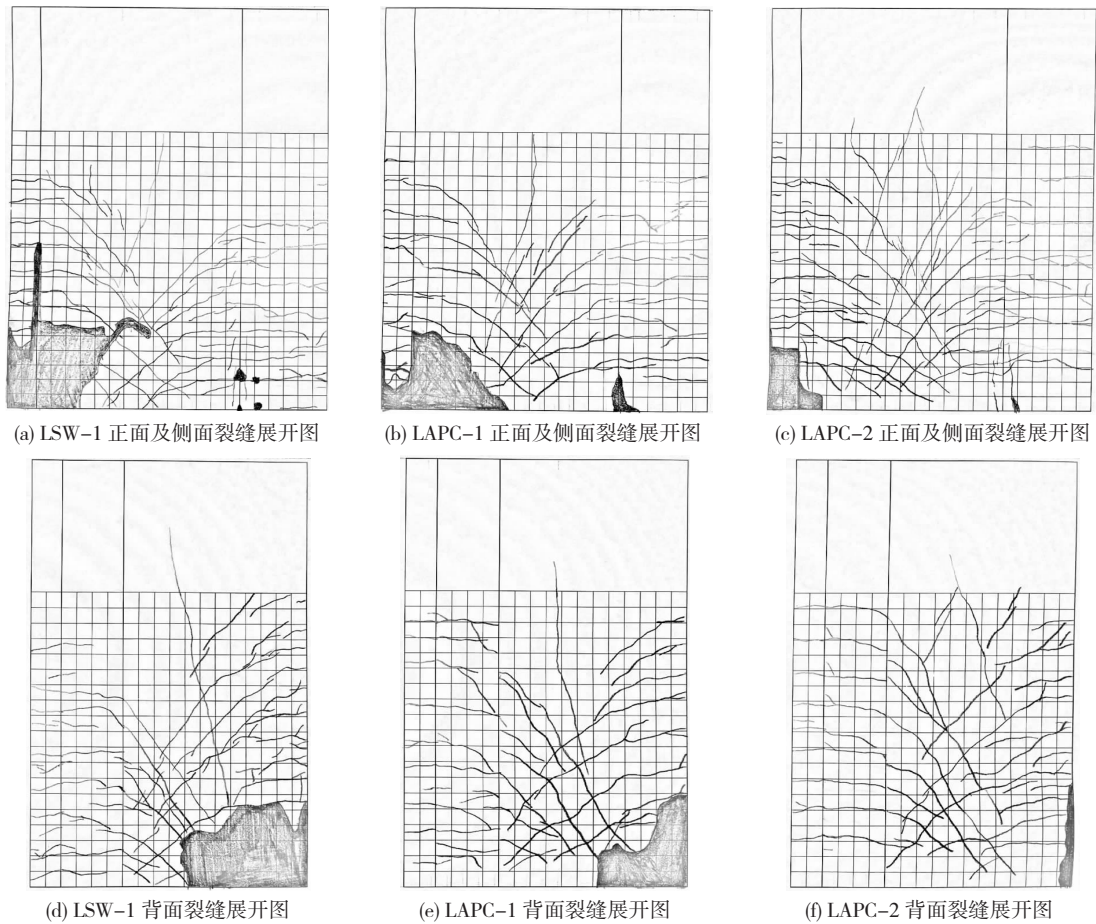 (a) LSW-1 正面及侧面裂缝展开图
(b) LAPC-1 正面及侧面裂缝展开图
(c) LAPC-2 正面及侧面裂缝展开图
(d) LSW-1 背面裂缝展开图
(e) LAPC-1 背面裂缝展开图
(f) LAPC-2 背面裂缝展开图